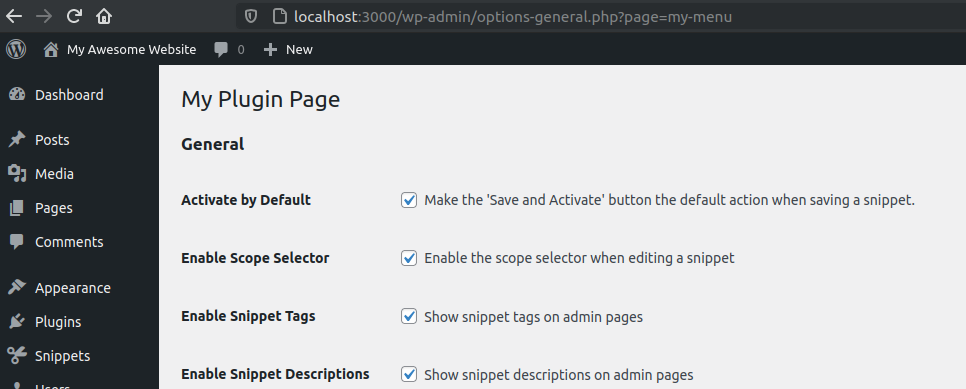 localhost:3000/wp-admin/options-general.php?page=my-menu
My Awesome Website 0 New
Dashboard
Posts
Media
Pages
Comments
Appearance
Plugins
Snippets
Users
My Plugin Page
General
Activate by Default Make the 'Save and Activate' button the default action when saving a snippet.
Enable Scope Selector Enable the scope selector when editing a snippet
Enable Snippet Tags Show snippet tags on admin pages
Enable Snippet Descriptions Show snippet descriptions on admin pages